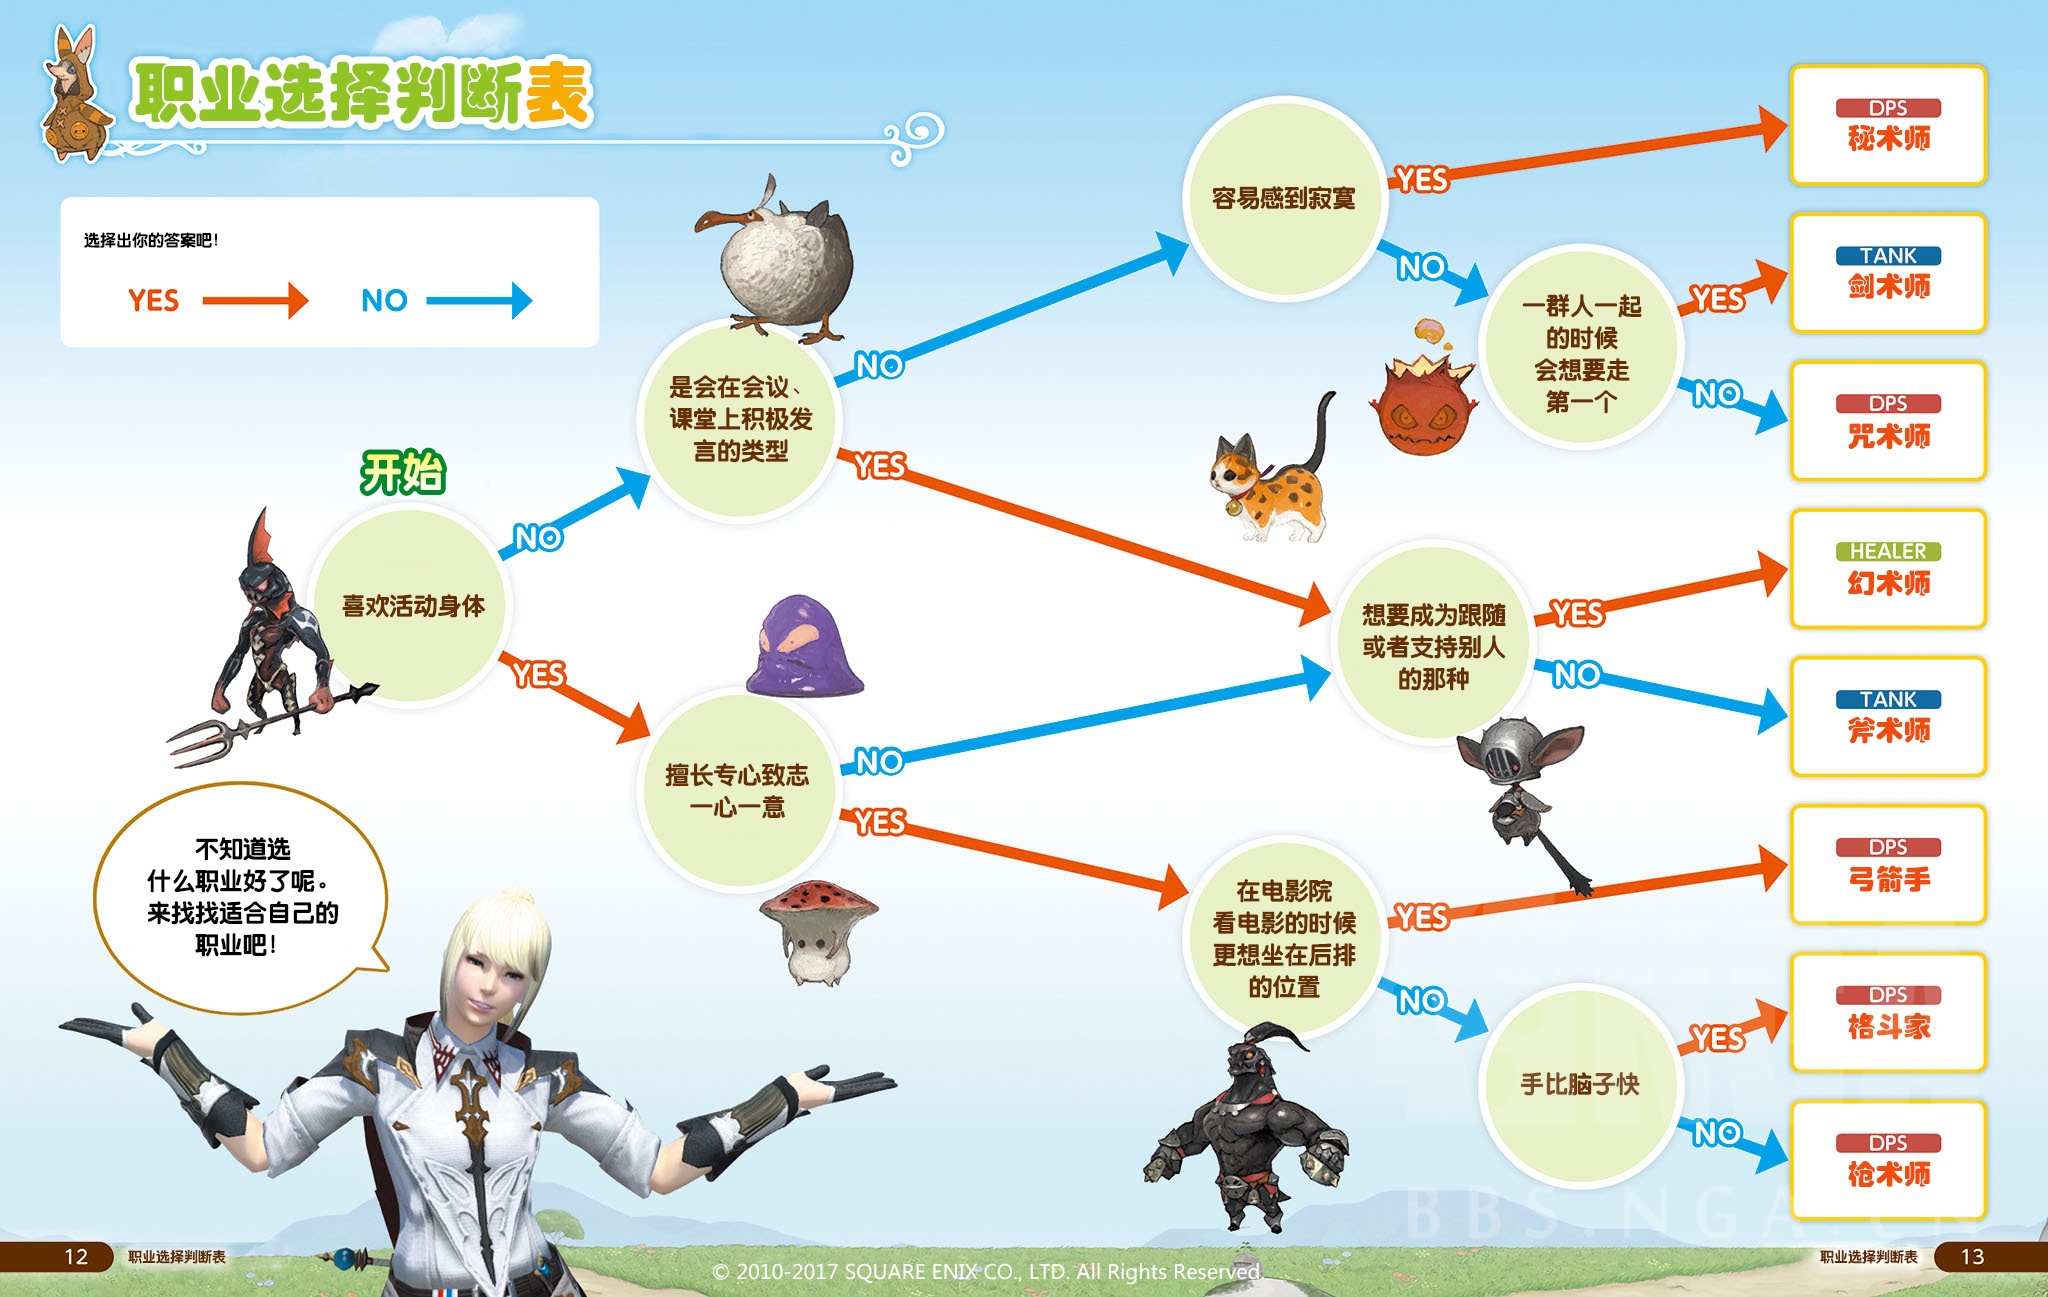 职业选择判断表
选择出你的答案吧！
YES
NO
开始
喜欢活动身体
NO
YES
是会在会议、
课堂上积极发
言的类型
NO
YES
擅长专心致志
一心一意
NO
YES
容易感到寂寞
YES
NO
一群人一起
的时候
会想要走
第一个
YES
NO
想要成为跟随
或者支持别人
的那种
YES
NO
在电影院
看电影的时候
更想坐在后排
的位置
YES
NO
手比脑子快
YES
NO
DPS
秘术师
TANK
剑术师
DPS
咒术师
HEALER
幻术师
TANK
斧术师
DPS
弓箭手
DPS
格斗家
DPS
枪术师
不知道选
什么职业好了呢。
来找找适合自己的
职业吧！
BBS.NGA.CN
12
职业选择判断表
© 2010-2017 SQUARE ENIX CO., LTD. All Rights Reserved.
职业选择判断表
13